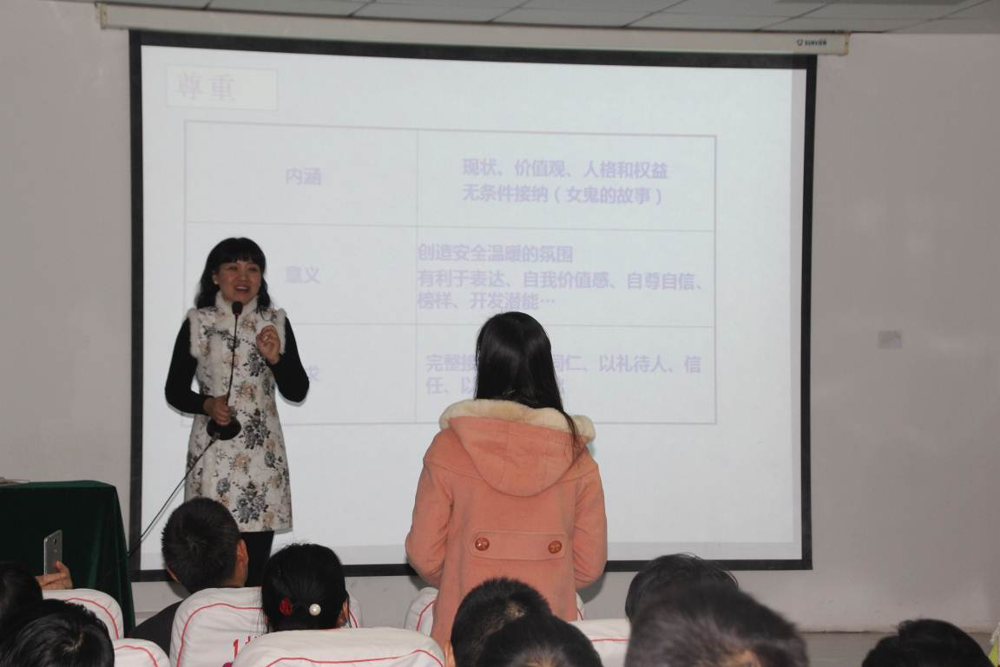 尊重
内涵
现状、价值观、人格和权益
无条件接纳（女鬼的故事）
意义
创造安全温暖的氛围
有利于表达、自我价值感、自尊自信、
榜样、开发潜能…
求
完整接
同仁、以礼待人、信
任、以